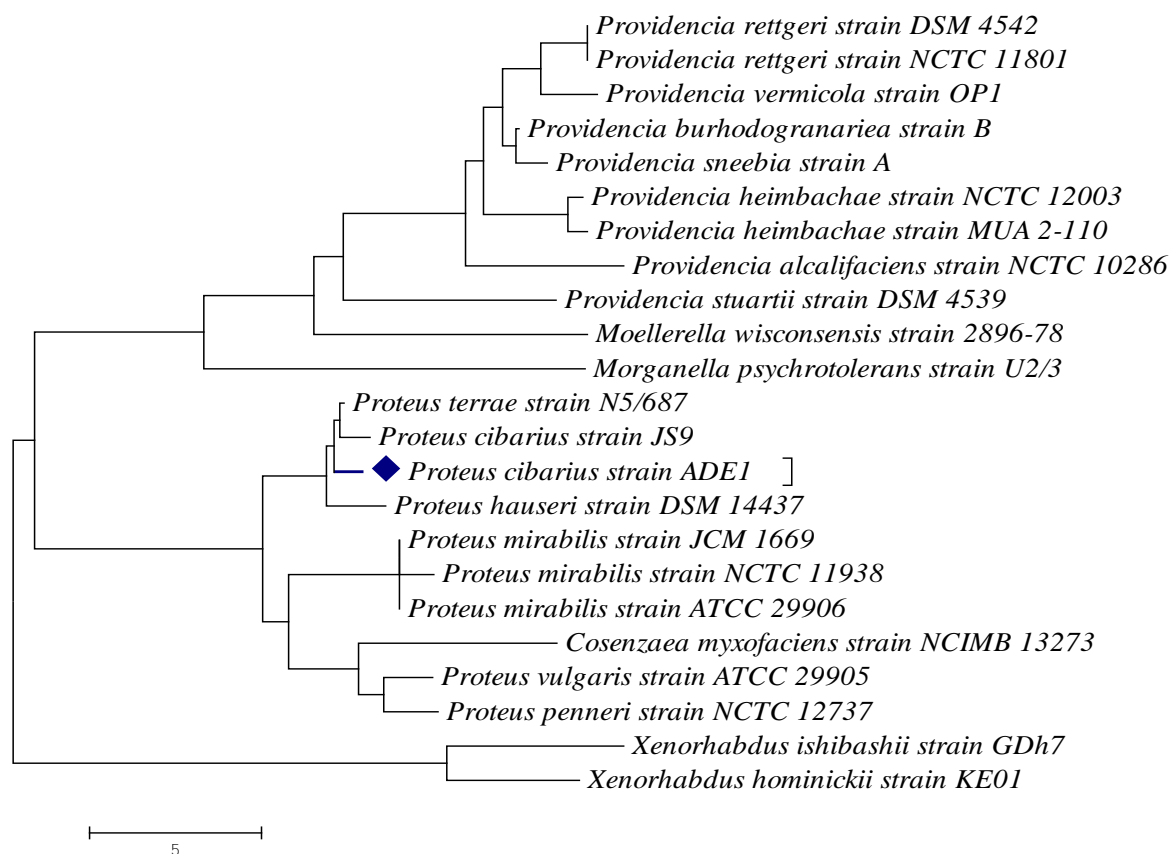 Providencia rettgeri strain DSM 4542
Providencia rettgeri strain NCTC 11801
Providencia vermicola strain OP1
Providencia burhodogranariea strain B
Providencia sneebia strain A
Providencia heimbachae strain NCTC 12003
Providencia heimbachae strain MUA 2-110
Providencia alcalifaciens strain NCTC 10286
Providencia stuartii strain DSM 4539
Moellerella wisconsensis strain 2896-78
Morganella psychrotolerans strain U2/3
Proteus terrae strain N5/687
Proteus cibarius strain JS9
Proteus cibarius strain ADE1
Proteus hauseri strain DSM 14437
Proteus mirabilis strain JCM 1669
Proteus mirabilis strain NCTC 11938
Proteus mirabilis strain ATCC 29906
Cosenzaea myxofaciens strain NCIMB 13273
Proteus vulgaris strain ATCC 29905
Proteus penneri strain NCTC 12737
Xenorhabdus ishibashii strain GDh7
Xenorhabdus hominickii strain KE01
5